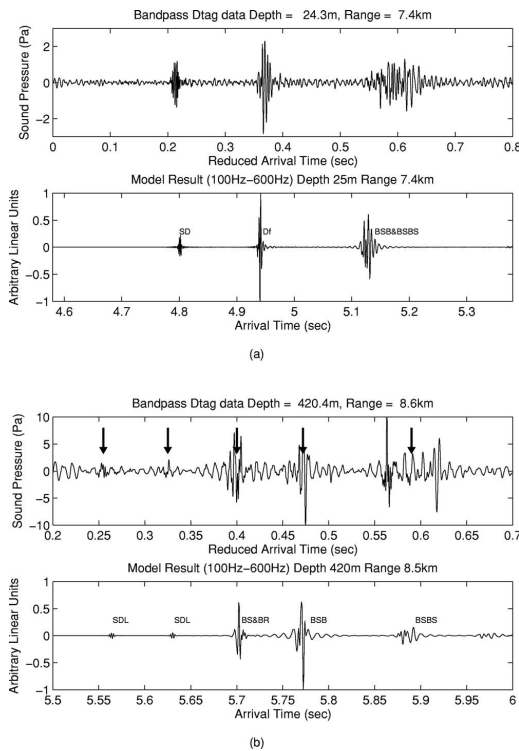 Bandpass Dtag data Depth = 24.3m, Range = 7.4km
Sound Pressure (Pa)
2
0
−2
0 0.1 0.2 0.3 0.4 0.5 0.6 0.7 0.8
Reduced Arrival Time (sec)
Model Result (100Hz−600Hz) Depth 25m Range 7.4km
Arbitrary Linear Units
1
0.5
0
−0.5
−1
SD Df BSB&BSBS
4.6 4.7 4.8 4.9 5 5.1 5.2 5.3
Arrival Time (sec)
(a)
Bandpass Dtag data Depth = 420.4m, Range = 8.6km
Sound Pressure (Pa)
10
5
0
−5
−10
0.2 0.25 0.3 0.35 0.4 0.45 0.5 0.55 0.6 0.65 0.7
Reduced Arrival Time (sec)
Model Result (100Hz−600Hz) Depth 420m Range 8.5km
Arbitrary Linear Units
1
0.5
0
−0.5
−1
SDL SDL BS&BR BSB BSBS
5.5 5.55 5.6 5.65 5.7 5.75 5.8 5.85 5.9 5.95 6
Arrival Time (sec)
(b)